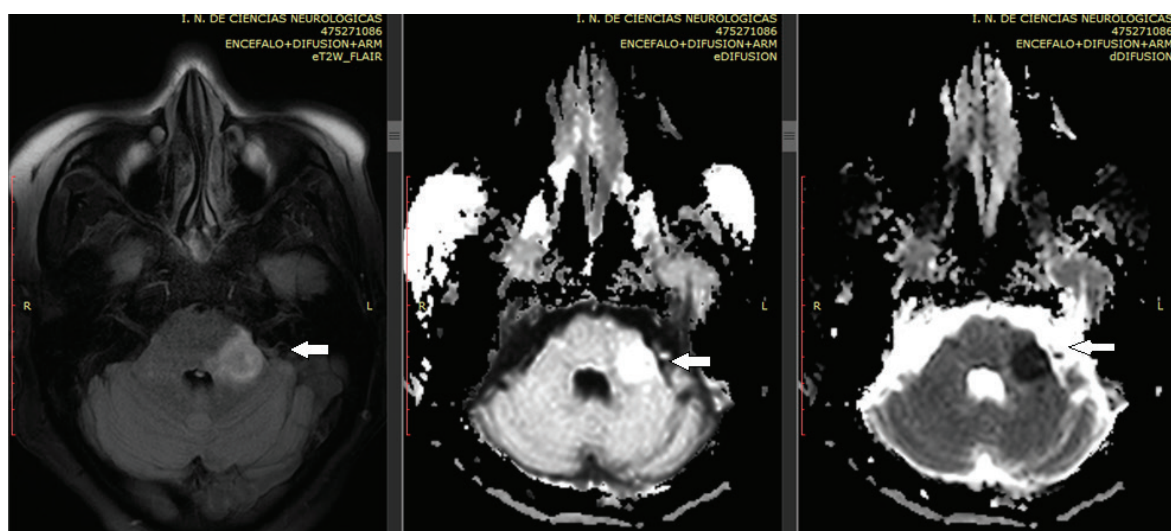 I. N. DE CIENCIAS NEUROLOGICAS
475271086
ENCEFALO+DIFUSION+ARM
eT2W_FLAIR
R
L
I. N. DE CIENCIAS NEUROLOGICAS
475271086
ENCEFALO+DIFUSION+ARM
eDIFUSION
R
L
I. N. DE CIENCIAS NEUROLOGICAS
475271086
ENCEFALO+DIFUSION+ARM
dDIFUSION
R
L